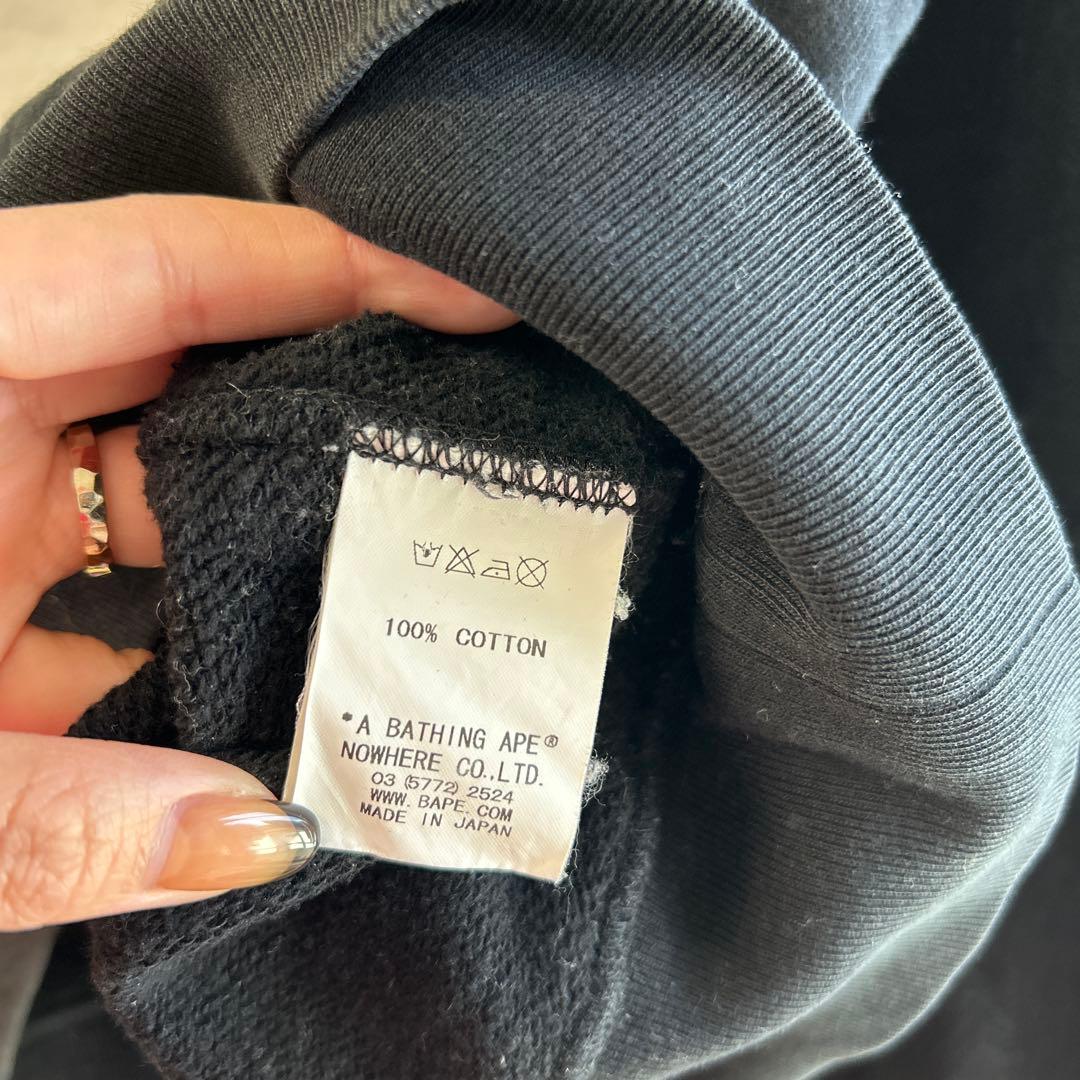 100% COTTON
*A BATHING APE®
NOWHERE CO.,LTD.
03 (5772) 2524
WWW. BAPE. COM
MADE IN JAPAN